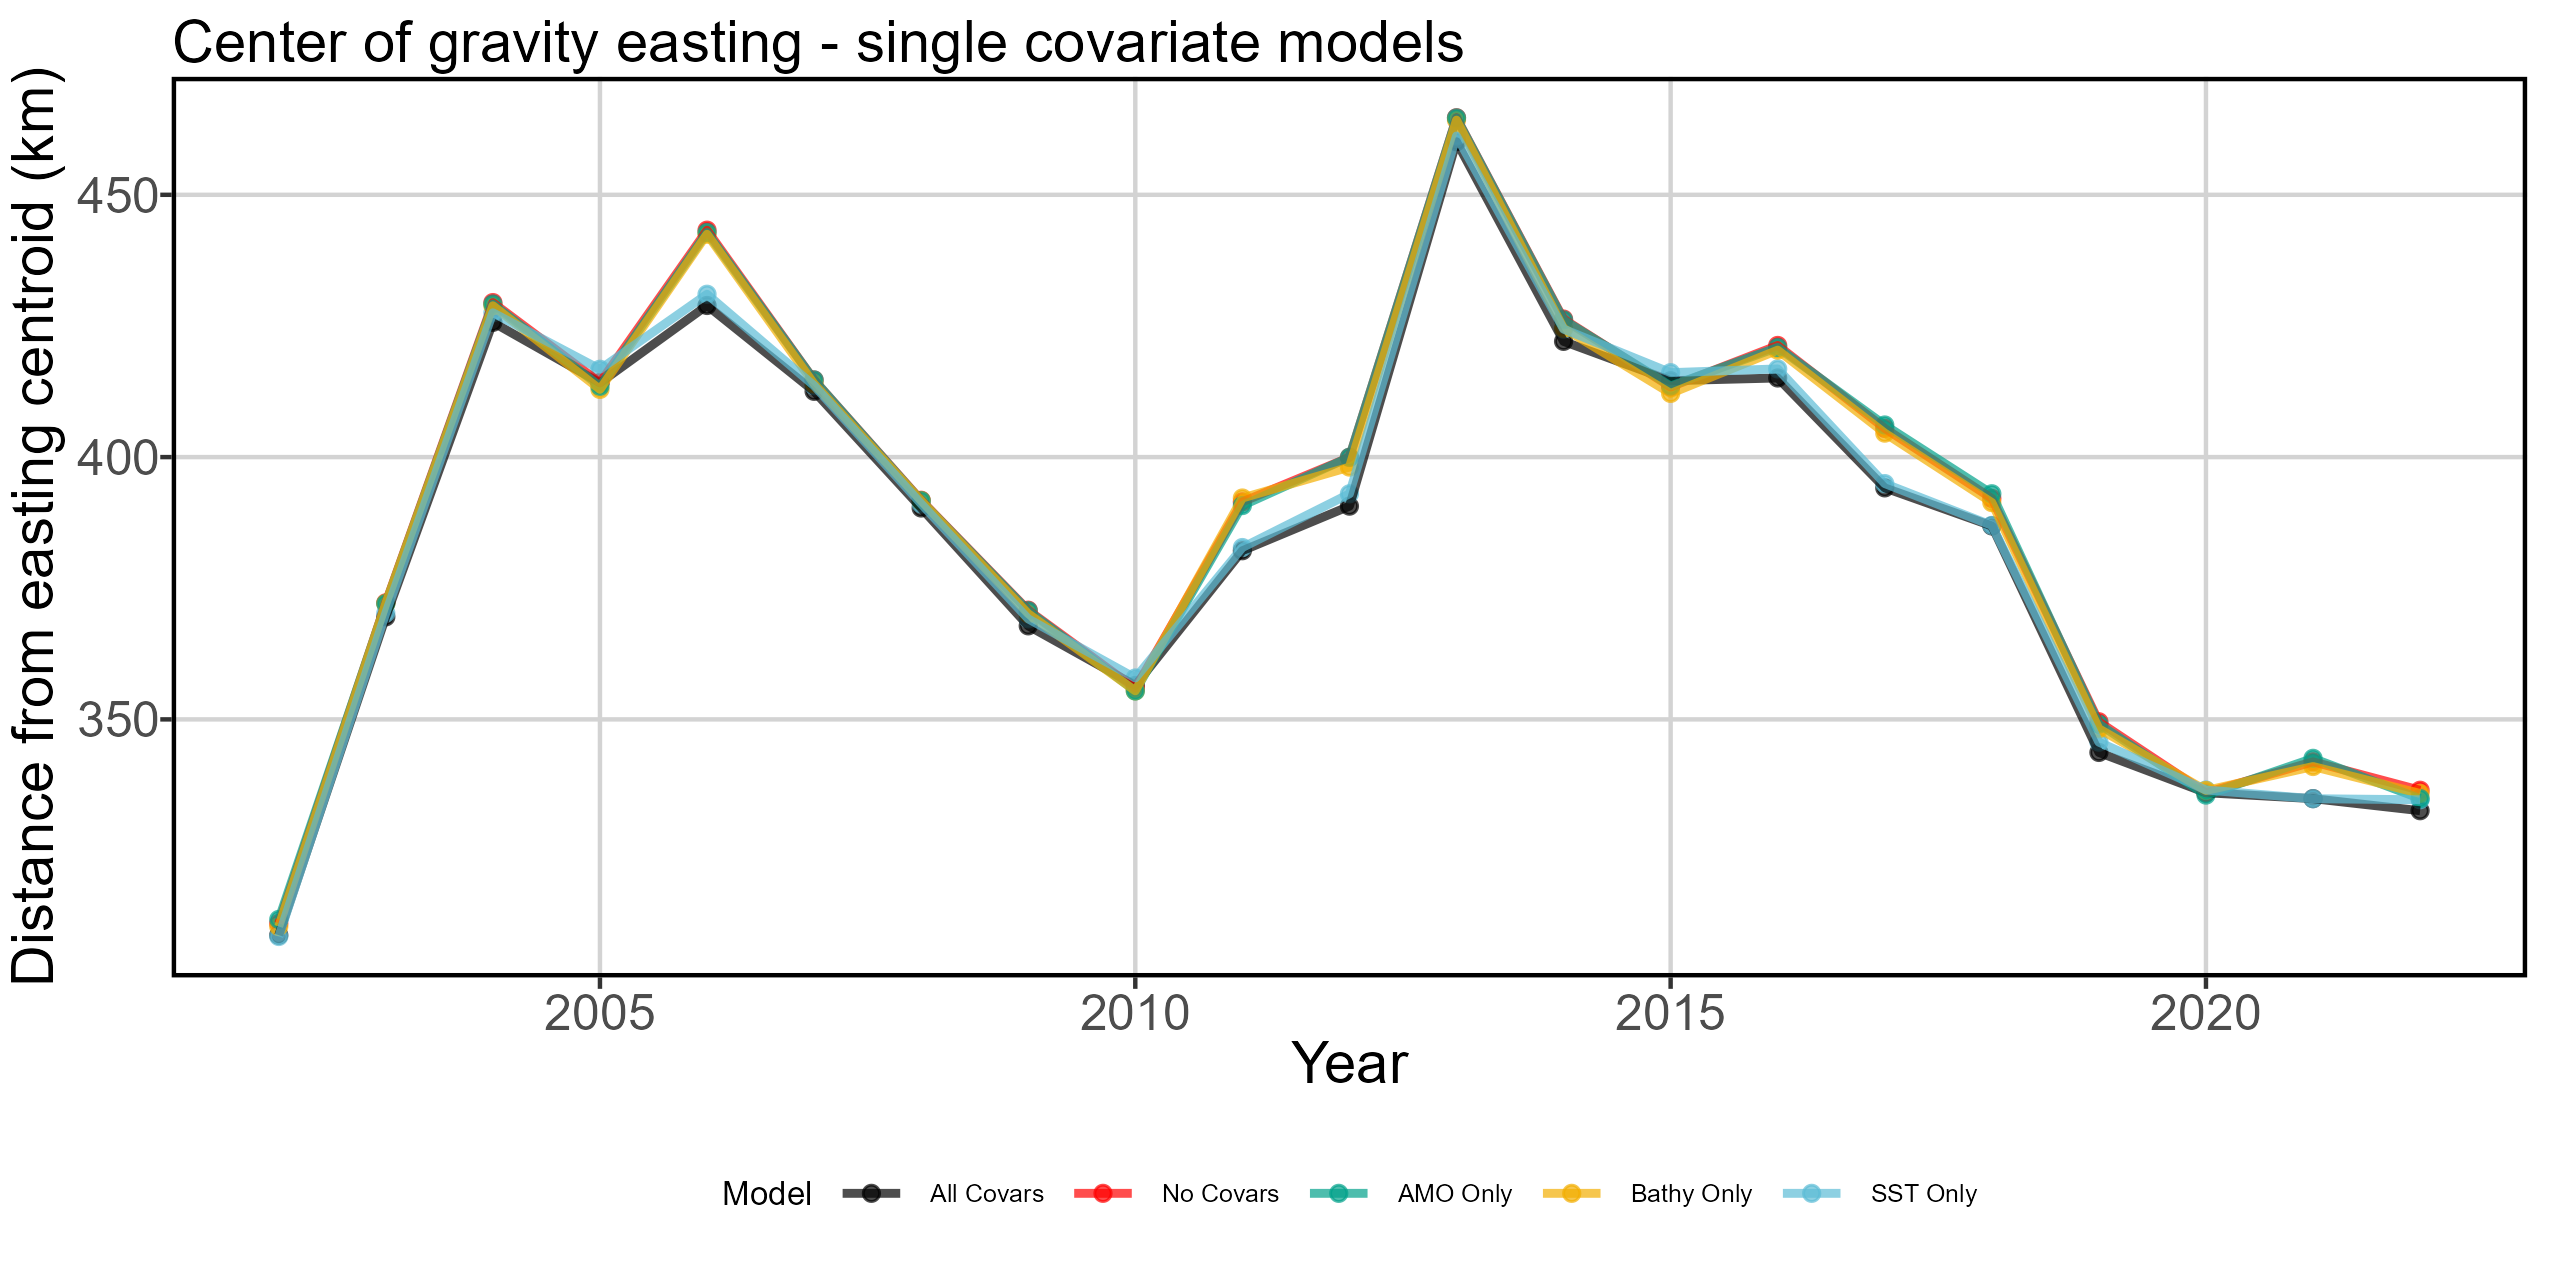 Center of gravity easting - single covariate models
Distance from easting centroid (km)
450
400
350
2005 2010 2015 2020
Year
Model All Covars No Covars AMO Only Bathy Only SST Only